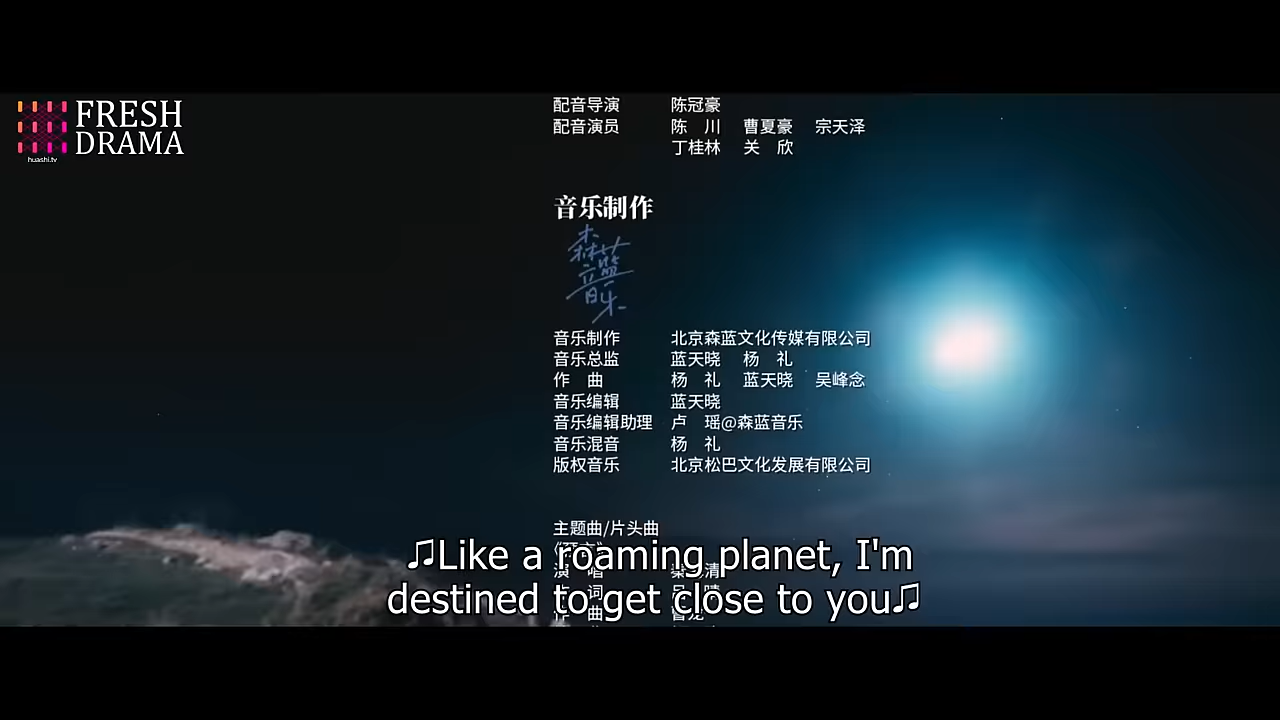 FRESH
DRAMA
huashi.tv
配音导演 陈冠豪
配音演员 陈 川 曹夏豪 宗天泽
丁桂林 关 欣
音乐制作
森蓝
音乐
音乐制作 北京森蓝文化传媒有限公司
音乐总监 蓝天晓 杨 礼
作 曲 杨 礼 蓝天晓 吴峰念
音乐编辑 蓝天晓
音乐编辑助理 卢 瑶@森蓝音乐
音乐混音 杨 礼
版权音乐 北京松巴文化发展有限公司
主题曲/片头曲
♫Like a roaming planet, I'm
destined to get close to you♫